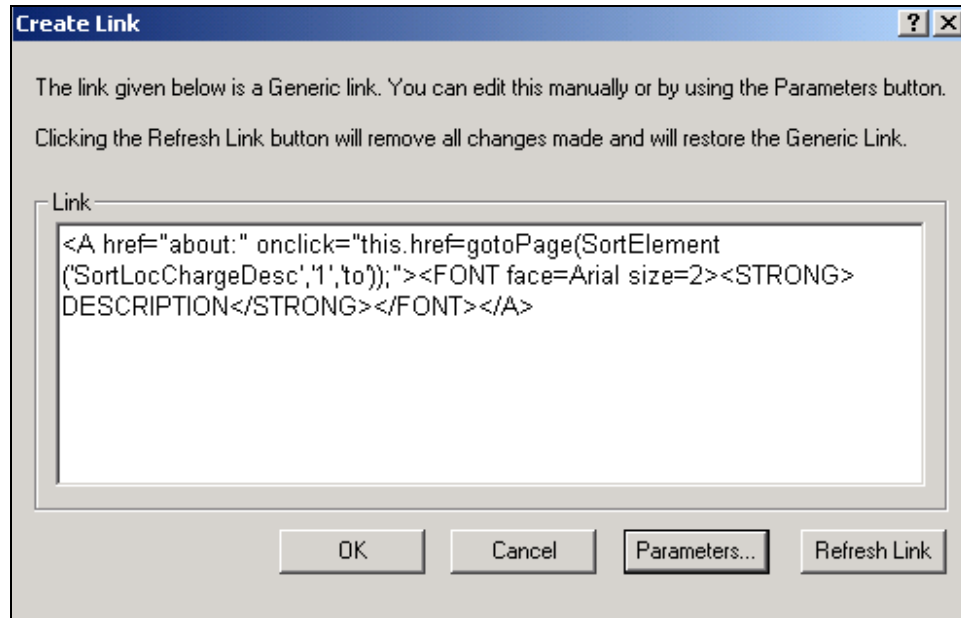 Create Link
The link given below is a Generic link. You can edit this manually or by using the Parameters button.
Clicking the Refresh Link button will remove all changes made and will restore the Generic Link.
Link
<A href="about:" onclick="this.href=gotoPage(SortElement
('SortLocChargeDesc','1','to'));"><FONT face=Arial size=2><STRONG>
DESCRIPTION</STRONG></FONT></A>
OK Cancel Parameters... Refresh Link